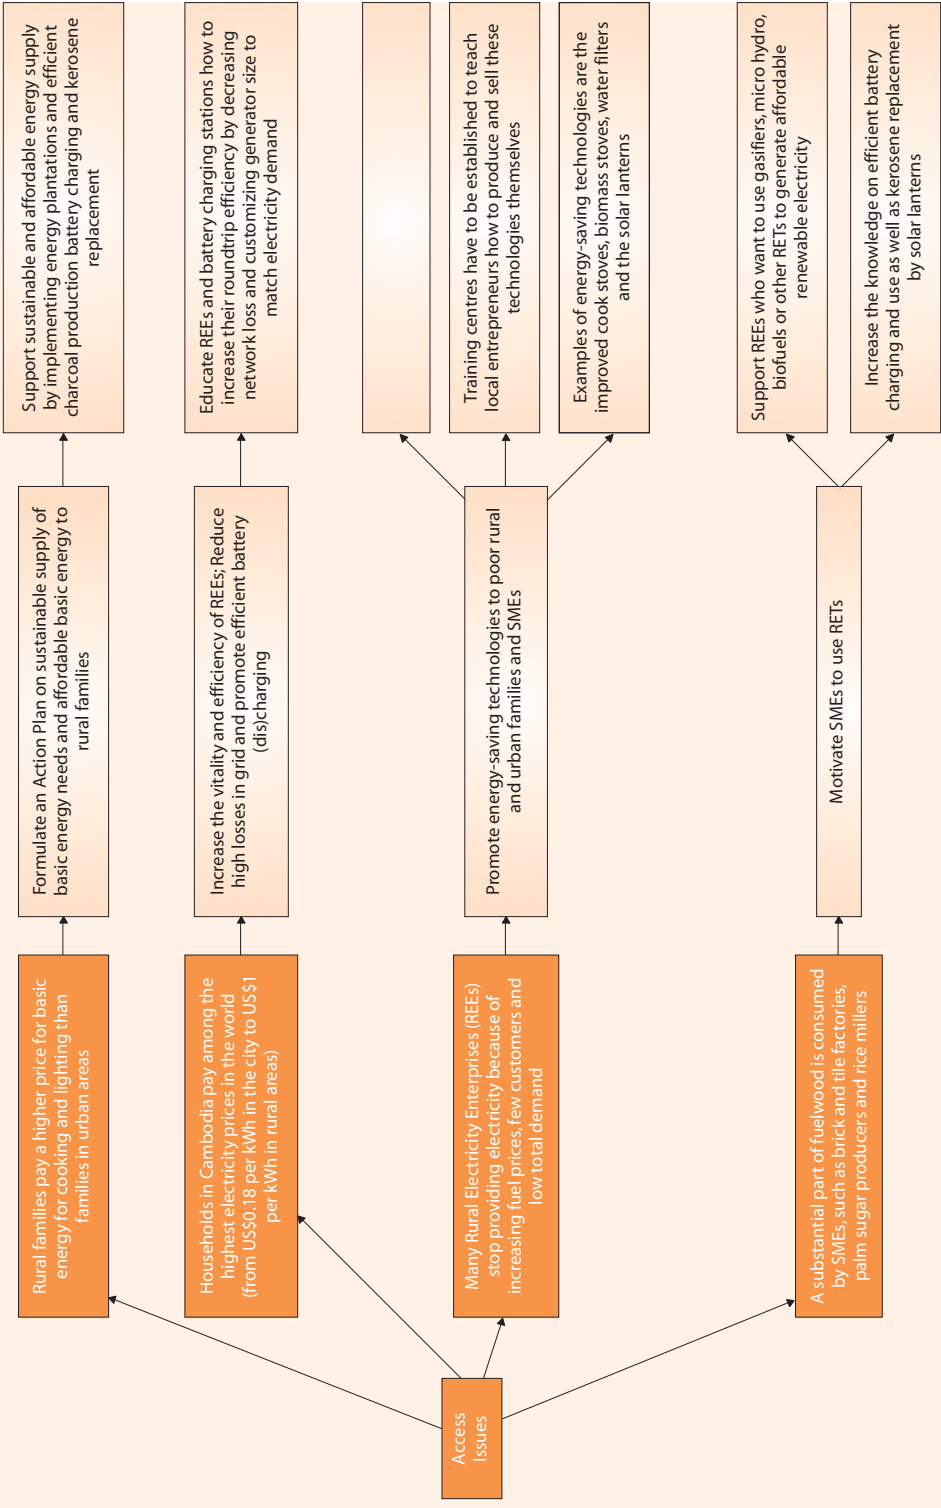 Access
Issues
Rural families pay a higher price for basic
energy for cooking and lighting than
families in urban areas
Formulate an Action Plan on sustainable supply of
basic energy needs and affordable basic energy to
rural families
Support sustainable and affordable energy supply
by implementing energy plantations and efficient
charcoal production battery charging and kerosene
replacement
Households in Cambodia pay among the
highest electricity prices in the world
(from US$0.18 per kWh in the city to US$1
per kWh in rural areas)
Increase the vitality and efficiency of REEs; Reduce
high losses in grid and promote efficient battery
(dis)charging
Educate REEs and battery charging stations how to
increase their roundtrip efficiency by decreasing
network loss and customizing generator size to
match electricity demand
Many Rural Electricity Enterprises (REEs)
stop providing electricity because of
increasing fuel prices, few customers and
low total demand
Promote energy-saving technologies to poor rural
and urban families and SMEs
Training centres have to be established to teach
local entrepreneurs how to produce and sell these
technologies themselves
Examples of energy-saving technologies are the
improved cook stoves, biomass stoves, water filters
and the solar lanterns
A substantial part of fuelwood is consumed
by SMEs, such as brick and tile factories,
palm sugar producers and rice millers
Motivate SMEs to use RETs
Support REEs who want to use gasifiers, micro hydro,
biofuels or other RETs to generate affordable
renewable electricity
Increase the knowledge on efficient battery
charging and use as well as kerosene replacement
by solar lanterns